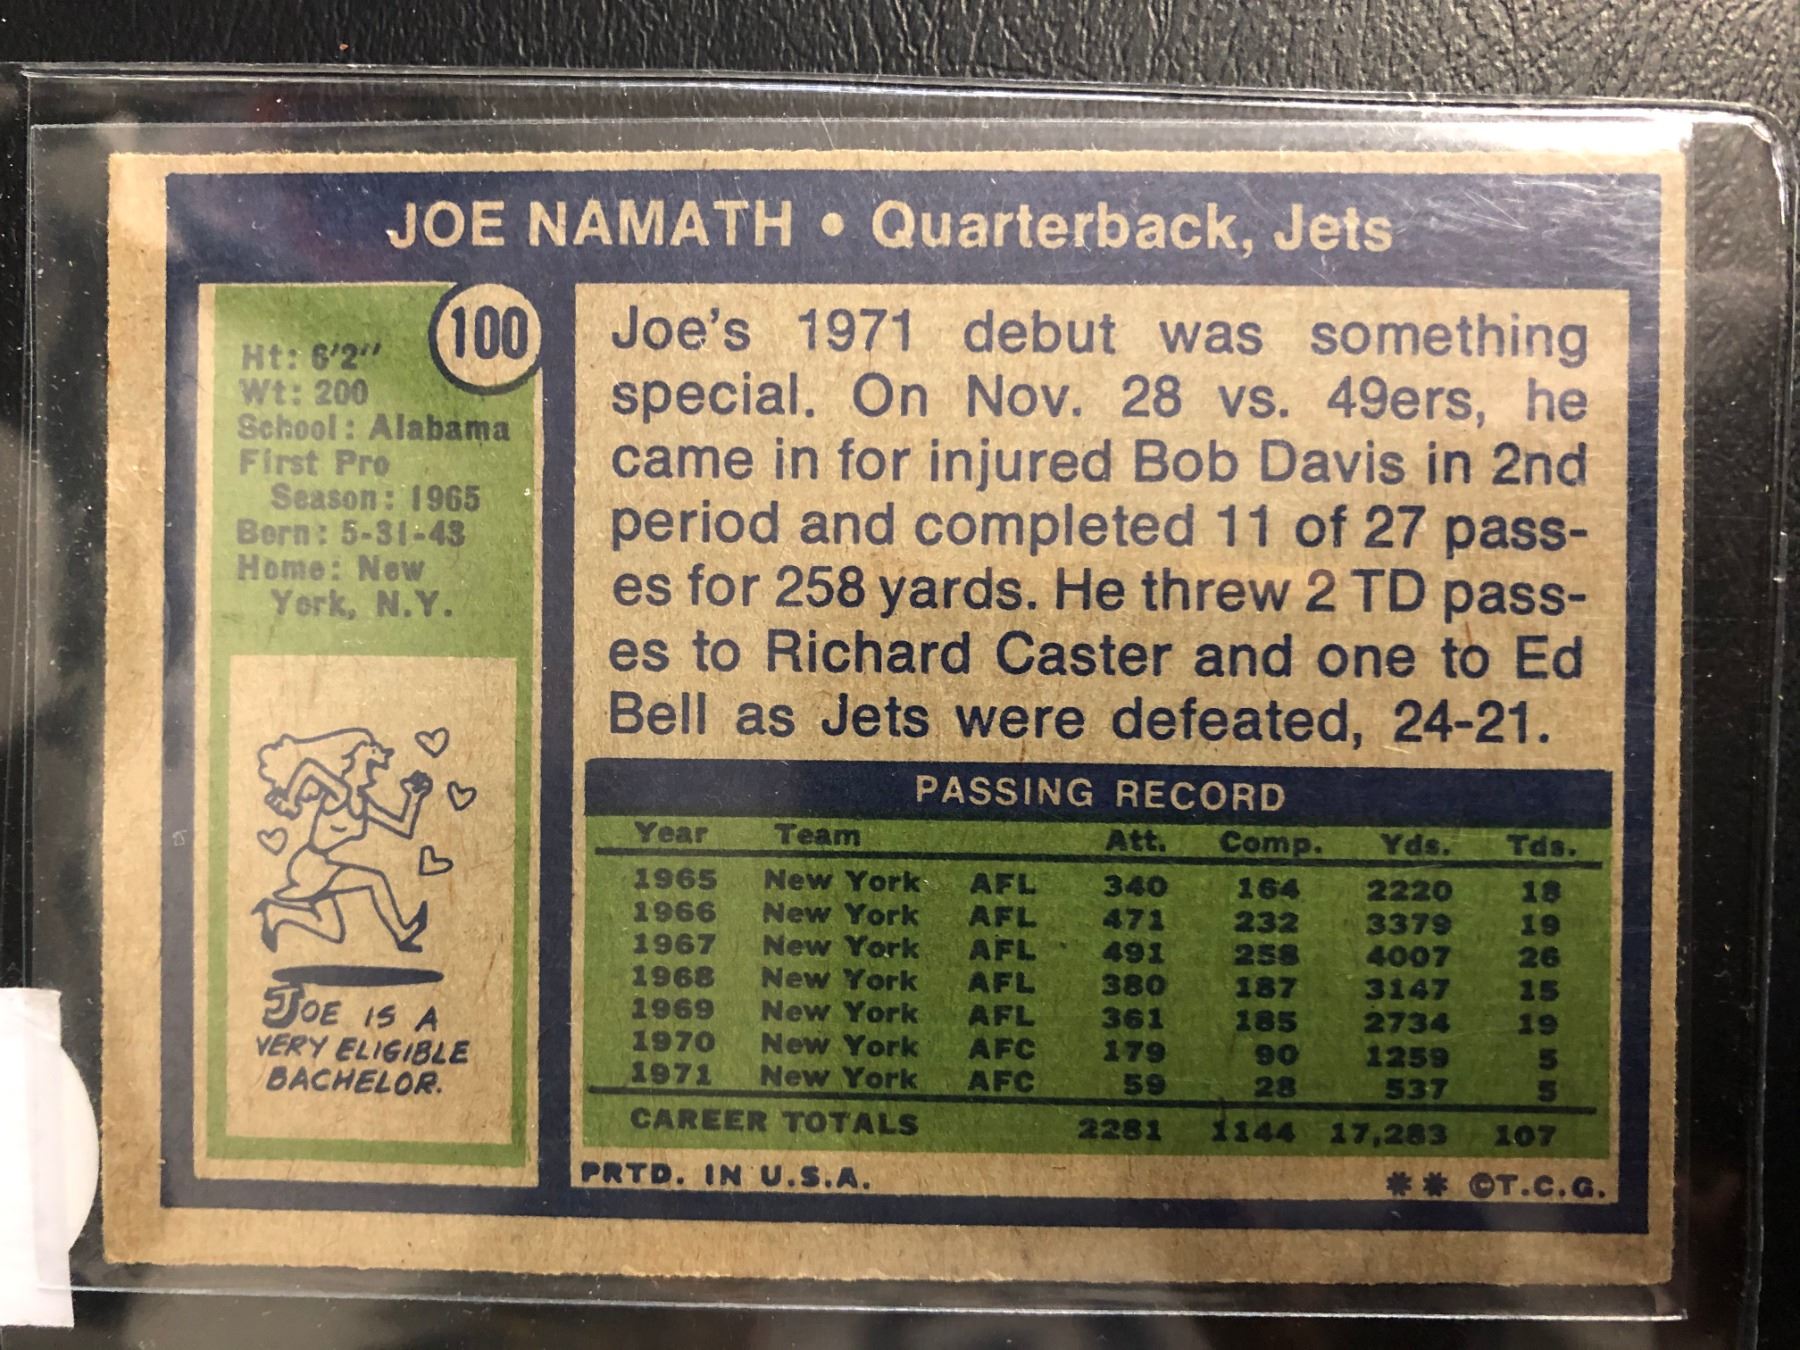 JOE NAMATH • Quarterback, Jets
100
Ht: 6'2"
Wt: 200
School: Alabama
First Pro
Season: 1965
Born: 5-31-43
Home: New
York, N.Y.
JOE IS A
VERY ELIGIBLE
BACHELOR.
Joe's 1971 debut was something
special. On Nov. 28 vs. 49ers, he
came in for injured Bob Davis in 2nd
period and completed 11 of 27 pass-
es for 258 yards. He threw 2 TD pass-
es to Richard Caster and one to Ed
Bell as Jets were defeated, 24-21.
PASSING RECORD
Year Team Att. Comp. Yds. Tds.
1965 New York AFL 340 164 2220 18
1966 New York AFL 471 232 3379 19
1967 New York AFL 491 258 4007 26
1968 New York AFL 380 187 3147 15
1969 New York AFL 361 185 2734 19
1970 New York AFC 179 90 1259 5
1971 New York AFC 59 28 537 5
CAREER TOTALS 2281 1144 17,283 107
PRTD. IN U.S.A. ** ©T.C.G.